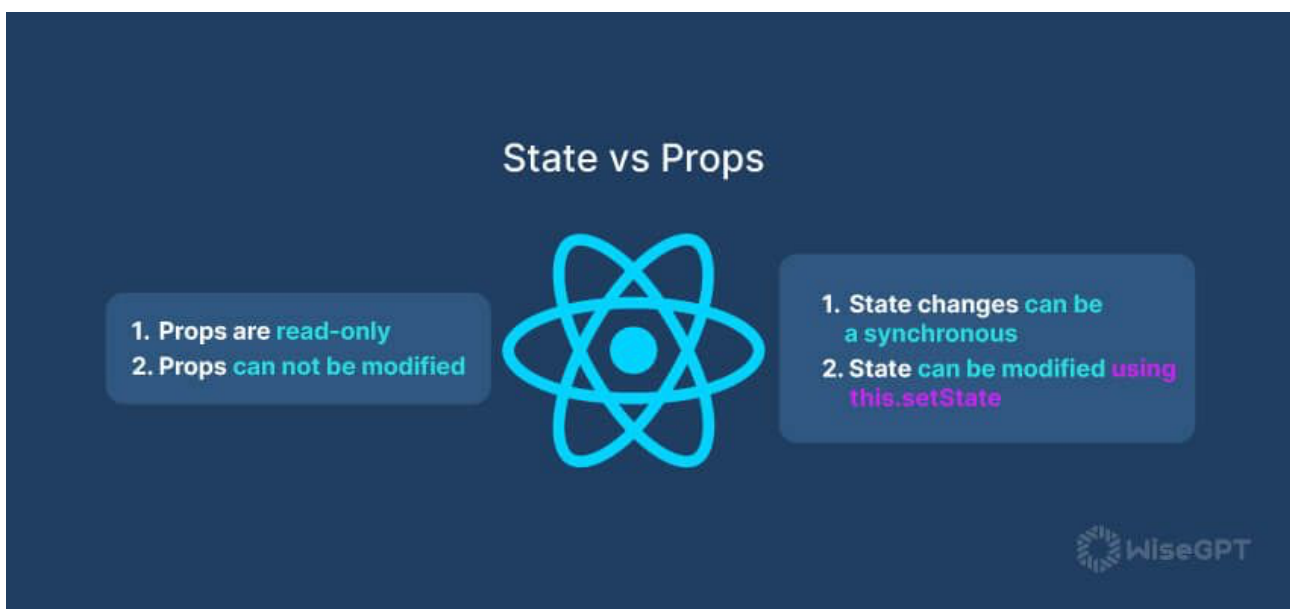 State vs Props
1. Props are read-only
2. Props can not be modified
1. State changes can be
a synchronous
2. State can be modified using
this.setState
WiseGPT